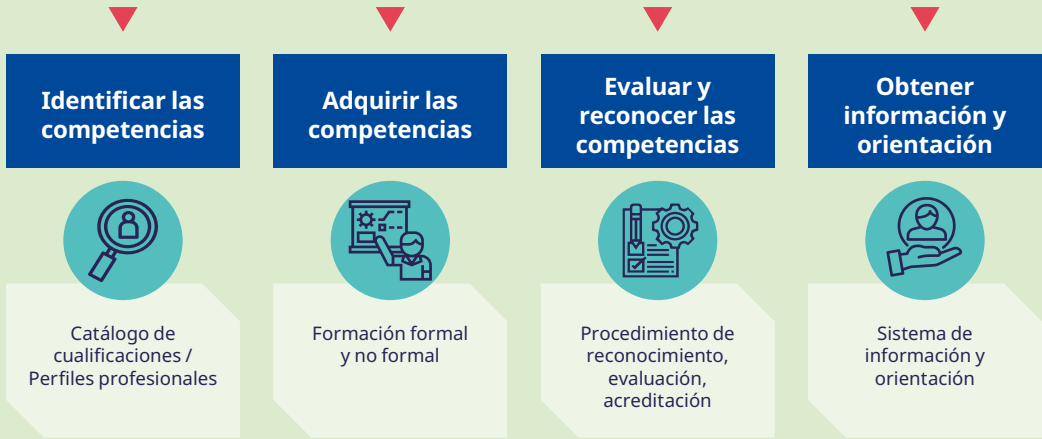 Identificar las
competencias
Adquirir las
competencias
Evaluar y
reconocer las
competencias
Obtener
información y
orientación
Catálogo de
cualificaciones /
Perfiles profesionales
Formación formal
y no formal
Procedimiento de
reconocimiento,
evaluación,
acreditación
Sistema de
información y
orientación